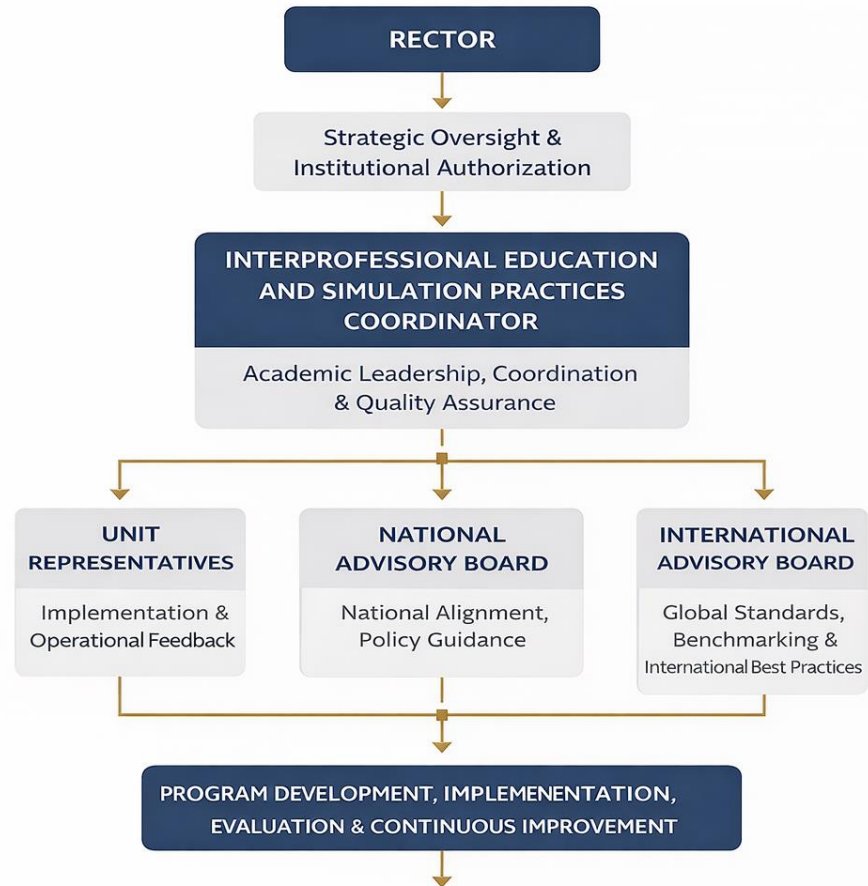 RECTOR
Strategic Oversight &
Institutional Authorization
INTERPROFESSIONAL EDUCATION
AND SIMULATION PRACTICES
COORDINATOR
Academic Leadership, Coordination
& Quality Assurance
UNIT
REPRESENTATIVES
Implementation &
Operational Feedback
NATIONAL
ADVISORY BOARD
National Alignment,
Policy Guidance
INTERNATIONAL
ADVISORY BOARD
Global Standards,
Benchmarking &
International Best Practices
PROGRAM DEVELOPMENT, IMPLEMENENTATION,
EVALUATION & CONTINUOUS IMPROVEMENT